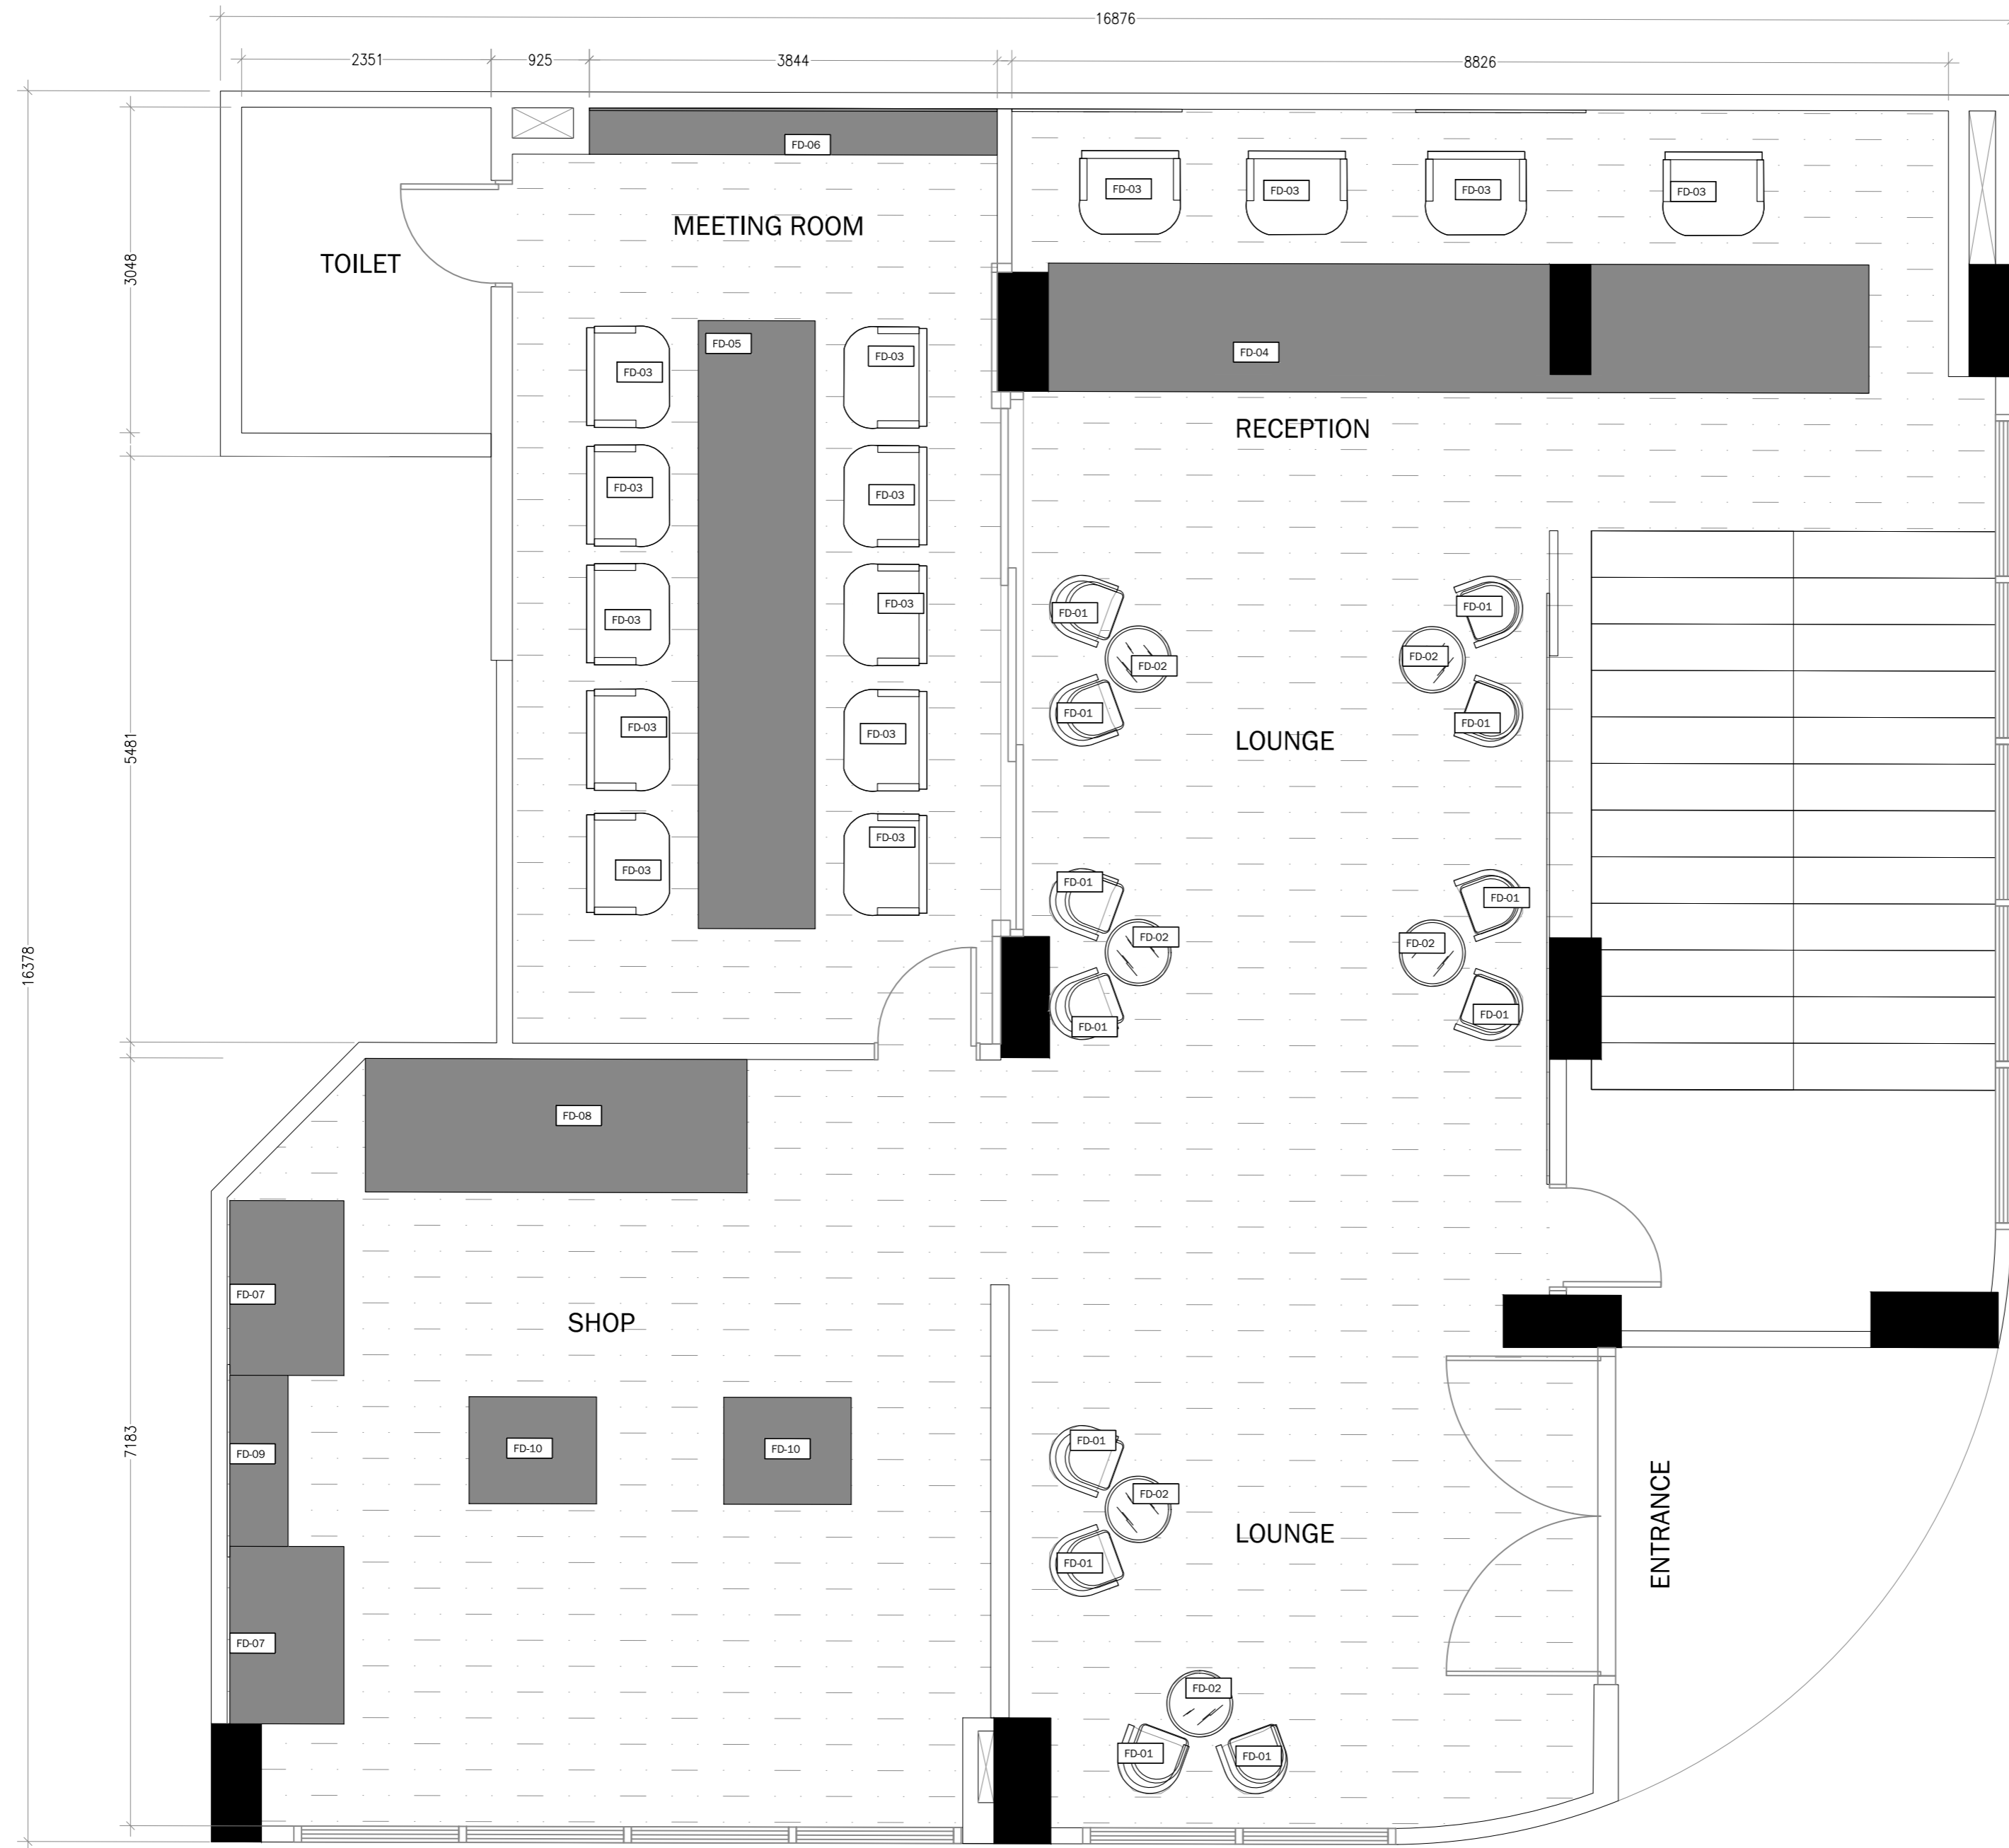 16876
2351
925
3844
8826
16378
3048
5481
7183
FD-06
FD-03
FD-03
FD-03
FD-03
MEETING ROOM
TOILET
FD-05
FD-04
FD-03
FD-03
RECEPTION
FD-03
FD-03
FD-03
FD-03
FD-03
FD-03
FD-03
FD-03
FD-01
FD-01
FD-02
FD-02
FD-01
FD-01
LOUNGE
FD-01
FD-01
FD-02
FD-02
FD-01
FD-01
FD-08
FD-07
SHOP
FD-09
FD-10
FD-10
FD-01
FD-02
LOUNGE
ENTRANCE
FD-01
FD-07
FD-02
FD-01
FD-01